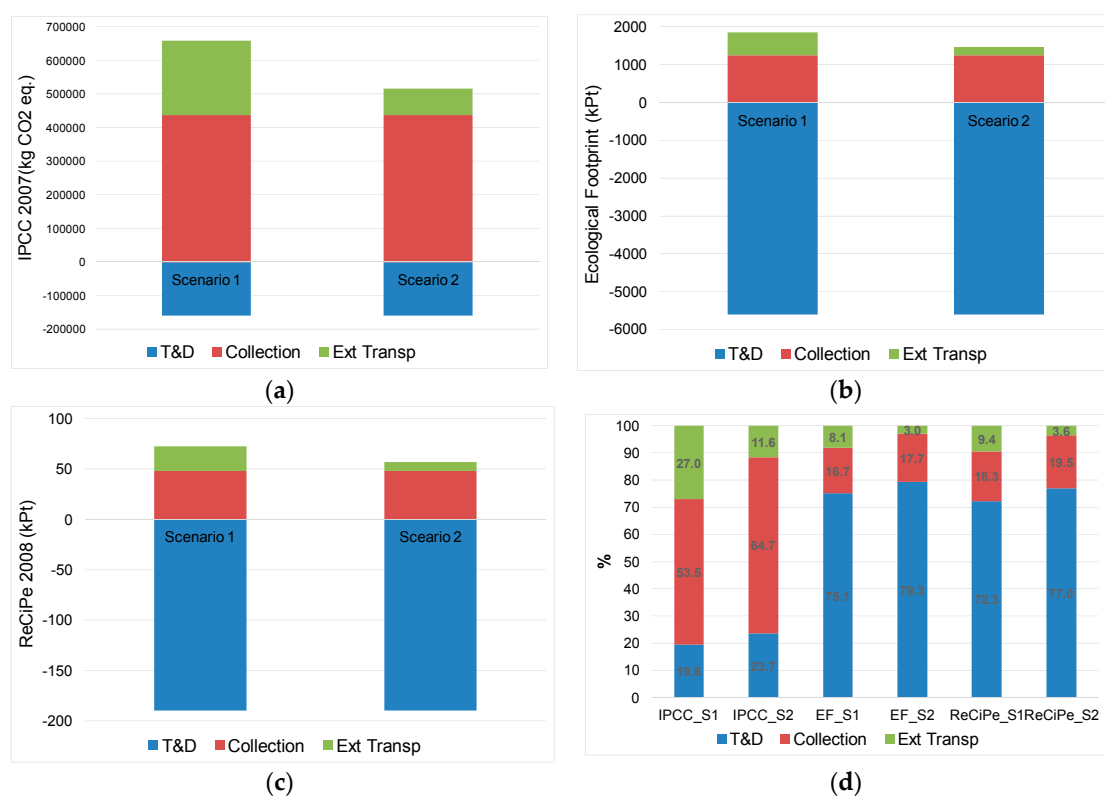 700000
600000
500000
400000
300000
200000
100000
0
-100000
-200000
IPCC 2007(kg CO2 eq.)
Scenario 1
Sceario 2
T&D Collection Ext Transp
(a)
2000
1000
0
-1000
-2000
-3000
-4000
-5000
-6000
Ecological Footprint (kPt)
Scenario 1
Sceario 2
T&D Collection Ext Transp
(b)
100
50
0
-50
-100
-150
-200
ReCiPe 2008 (kPt)
Scenario 1
Sceario 2
T&D Collection Ext Transp
(c)
100
90
80
70
60
50
40
30
20
10
0
%
27.0 11.6 8.1 3.0 9.4 3.6
53.5 64.7 16.7 17.7 18.3 19.5
19.6 23.7 75.1 79.3 72.3 77.0
IPCC_S1 IPCC_S2 EF_S1 EF_S2 ReCiPe_S1 ReCiPe_S2
T&D Collection Ext Transp
(d)